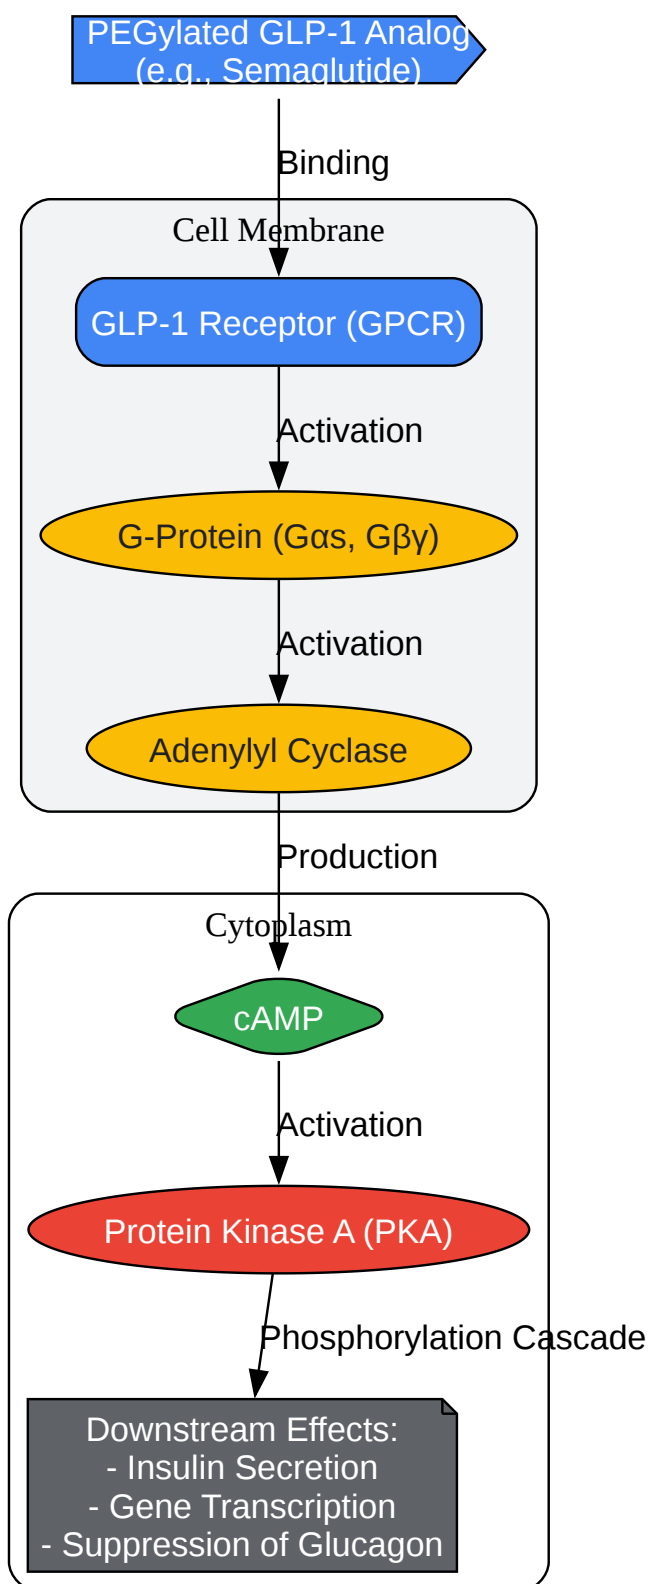 PEGylated GLP-1 Analog
(e.g., Semaglutide)
Binding
Cell Membrane
GLP-1 Receptor (GPCR)
Activation
G-Protein (Gαs, Gβγ)
Activation
Adenylyl Cyclase
Production
Cytoplasm
cAMP
Activation
Protein Kinase A (PKA)
Phosphorylation Cascade
Downstream Effects:
- Insulin Secretion
- Gene Transcription
- Suppression of Glucagon